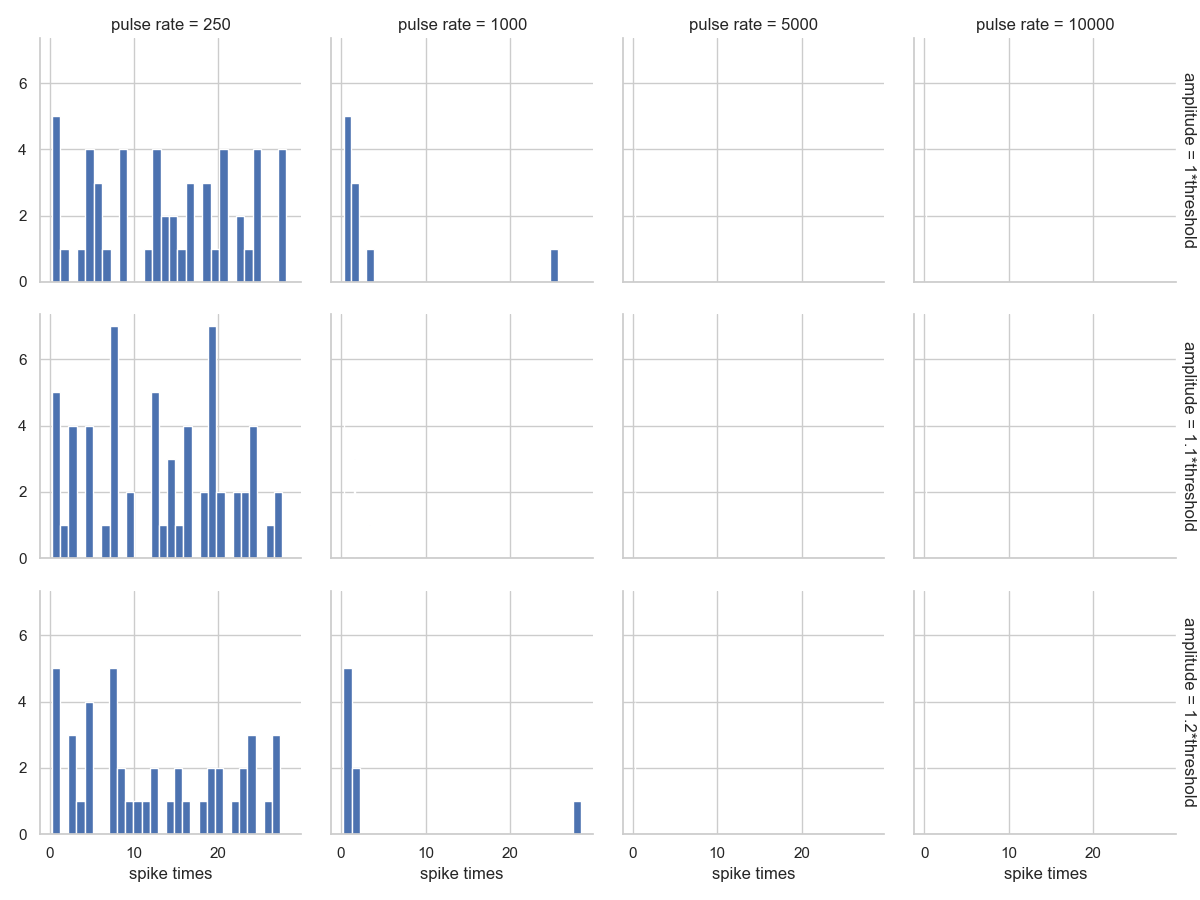 pulse rate = 250
pulse rate = 1000
pulse rate = 5000
pulse rate = 10000
6
4
2
0
amplitude = 1*threshold
6
4
2
0
amplitude = 1.1*threshold
6
4
2
0
amplitude = 1.2*threshold
0 10 20
0 10 20
0 10 20
0 10 20
spike times
spike times
spike times
spike times